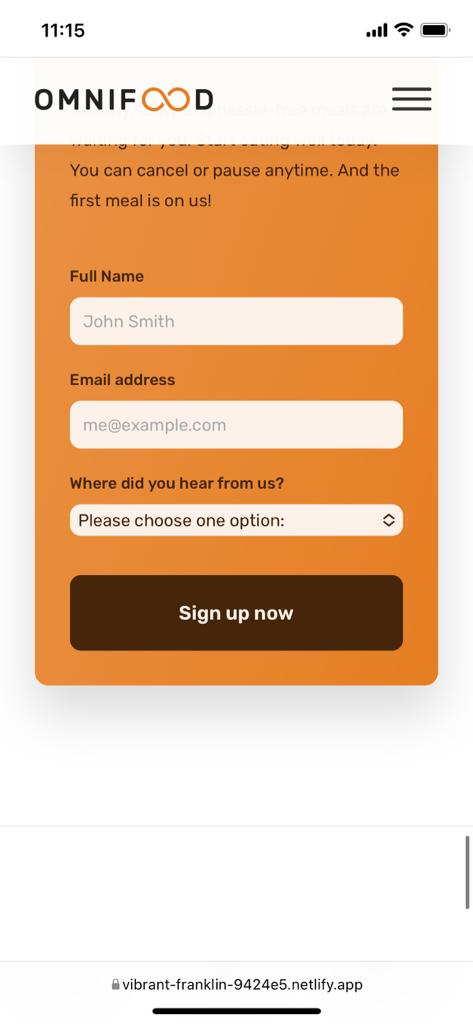 11:15
OMNIFOOD
hassle-free meals are
waiting for you. Start eating well today.
You can cancel or pause anytime. And the
first meal is on us!
Full Name
John Smith
Email address
me@example.com
Where did you hear from us?
Please choose one option:
Sign up now
vibrant-franklin-9424e5.netlify.app